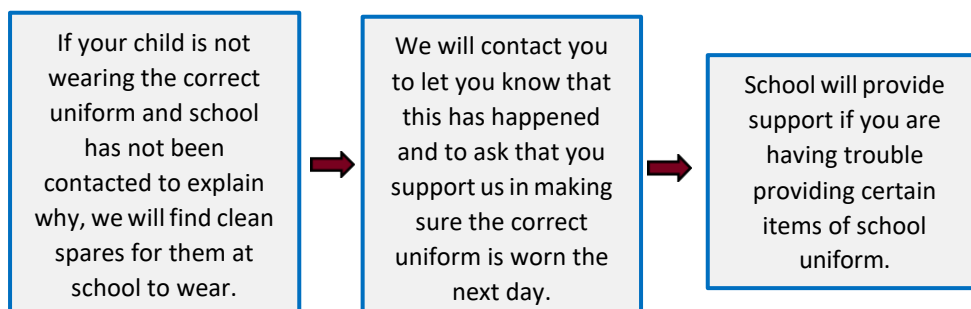 If your child is not
wearing the correct
uniform and school
has not been
contacted to explain
why, we will find clean
spares for them at
school to wear.
We will contact you
to let you know that
this has happened
and to ask that you
support us in making
sure the correct
uniform is worn the
next day.
School will provide
support if you are
having trouble
providing certain
items of school
uniform.